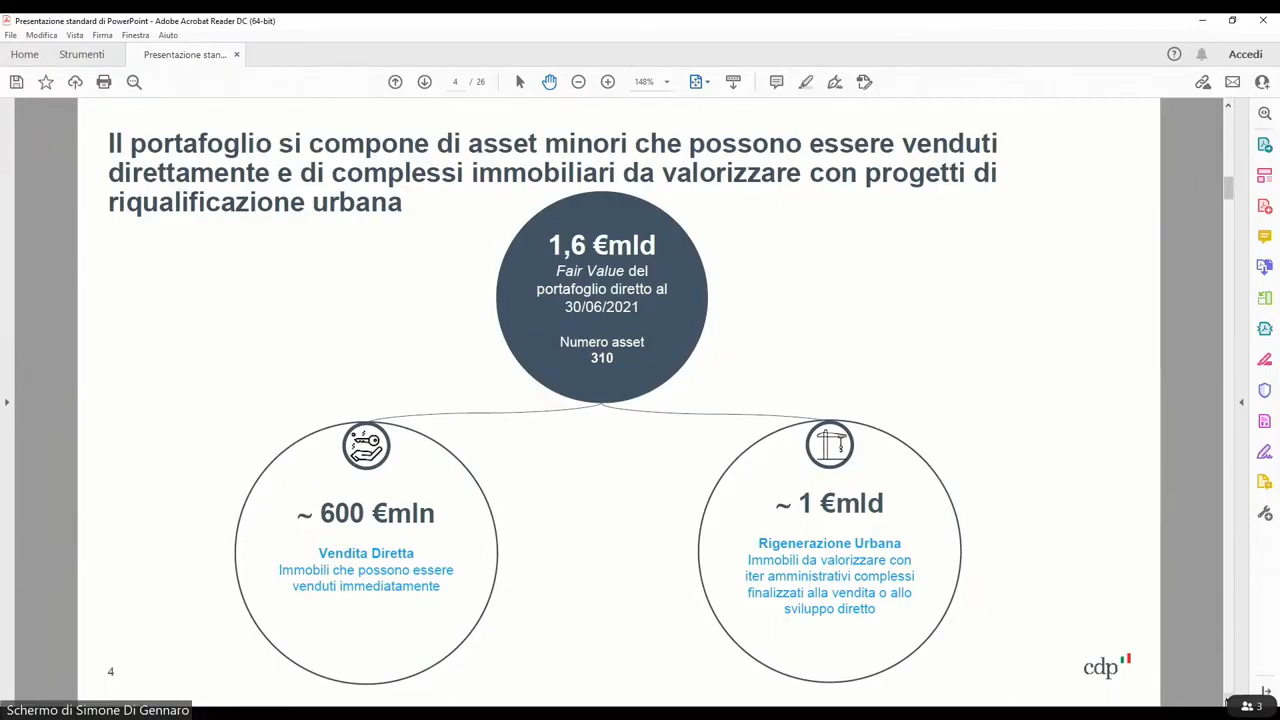 Presentazione standard di PowerPoint - Adobe Acrobat Reader DC (64-bit)
File Modifica Vista Firma Finestra Aiuto
Home Strumenti Presentazione stan... × Accedi
4 / 26 148%
Il portafoglio si compone di asset minori che possono essere venduti
direttamente e di complessi immobiliari da valorizzare con progetti di
riqualificazione urbana
1,6 €mld
Fair Value del
portafoglio diretto al
30/06/2021
Numero asset
310
~ 600 €mln
Vendita Diretta
Immobili che possono essere
venduti immediatamente
~ 1 €mld
Rigenerazione Urbana
Immobili da valorizzare con
iter amministrativi complessi
finalizzati alla vendita o allo
sviluppo diretto
4
cdp
Schermo di Simone Di Gennaro
3